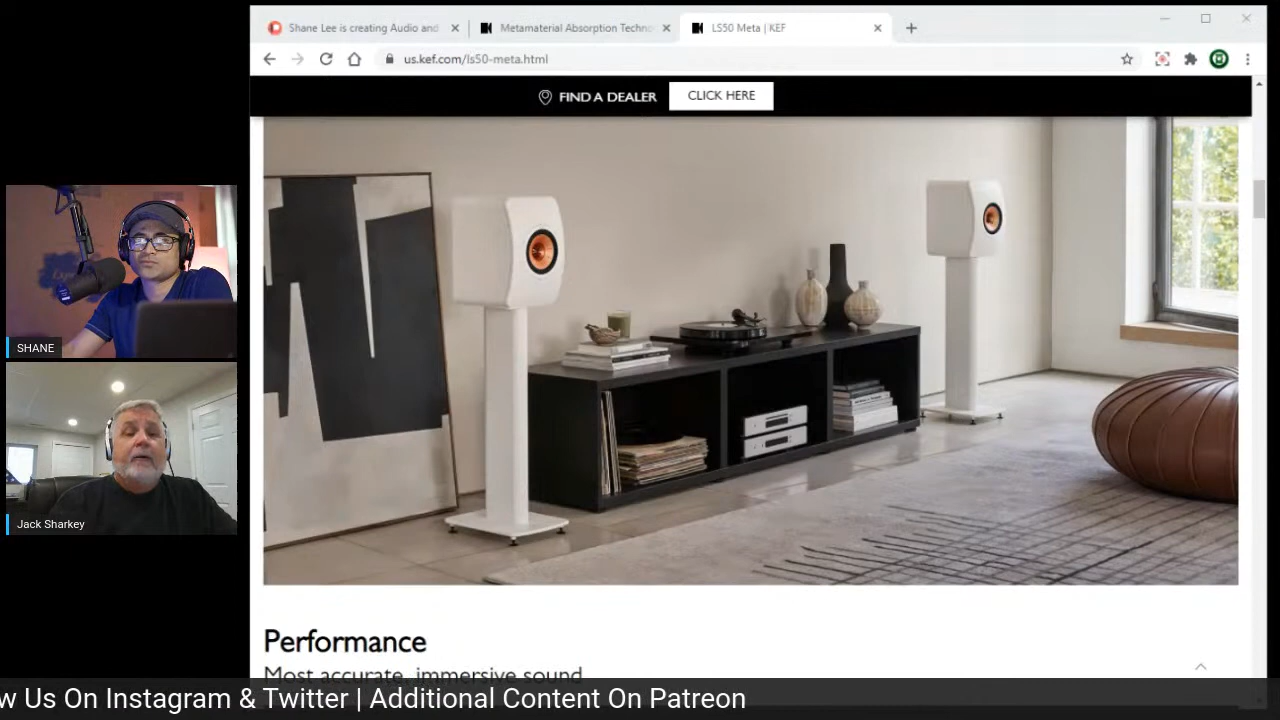 Shane Lee is creating Audio and
Metamaterial Absorption Techno
LS50 Meta | KEF
us.kef.com/ls50-meta.html
FIND A DEALER
CLICK HERE
SHANE
Jack Sharkey
Performance
Most accurate, immersive sound
w Us On Instagram & Twitter | Additional Content On Patreon